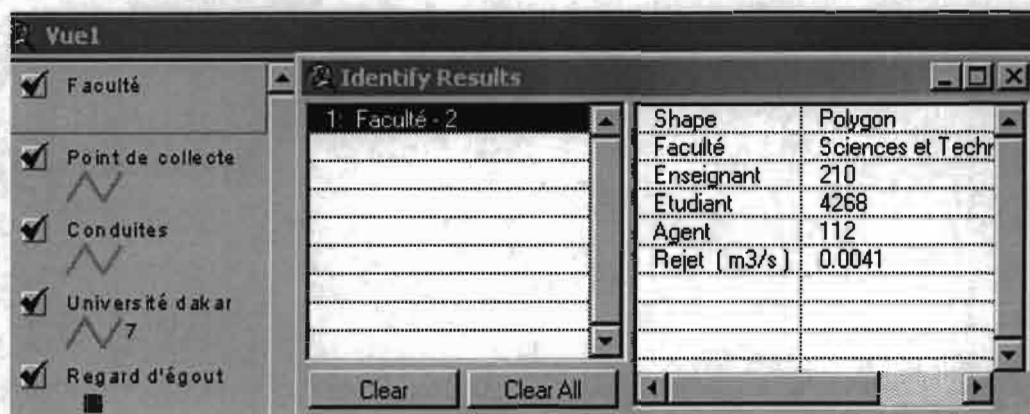 Vue1
Faculté
Point de collecte
Conduites
Université dakar
7
Regard d'égout
Identify Results
1: Faculté - 2
Shape Polygon
Faculté Sciences et Techn
Enseignant 210
Etudiant 4268
Agent 112
Rejet ( m3/s ) 0.0041
Clear
Clear All